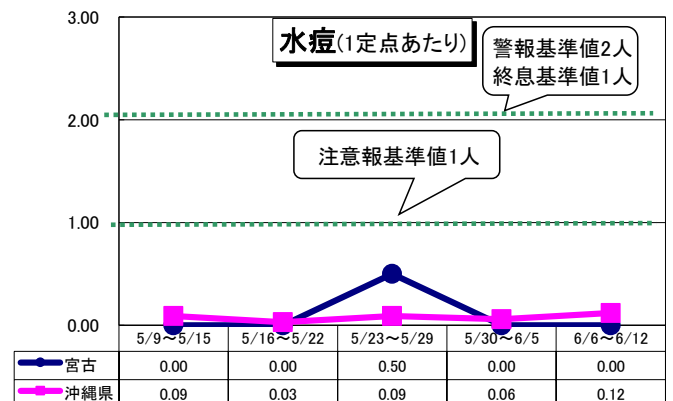 水痘(1定点あたり)
警報基準値2人
終息基準値1人
注意報基準値1人
3.00
2.00
1.00
0.00
5/9~5/15 5/16~5/22 5/23~5/29 5/30~6/5 6/6~6/12
宮古 0.00 0.00 0.50 0.00 0.00
沖縄県 0.09 0.03 0.09 0.06 0.12